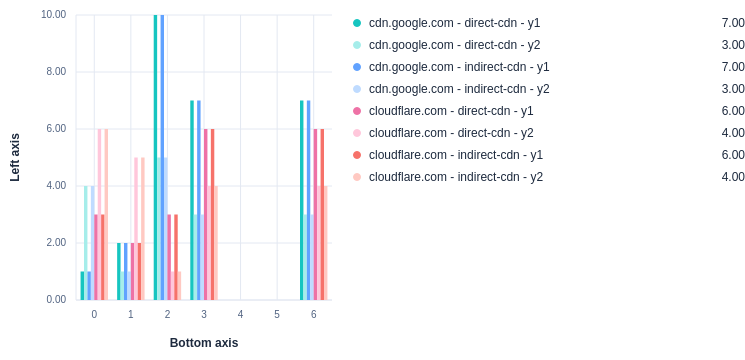 10.00
8.00
6.00
4.00
2.00
0.00
Left axis
0 1 2 3 4 5 6
Bottom axis
cdn.google.com - direct-cdn - y1 7.00
cdn.google.com - direct-cdn - y2 3.00
cdn.google.com - indirect-cdn - y1 7.00
cdn.google.com - indirect-cdn - y2 3.00
cloudflare.com - direct-cdn - y1 6.00
cloudflare.com - direct-cdn - y2 4.00
cloudflare.com - indirect-cdn - y1 6.00
cloudflare.com - indirect-cdn - y2 4.00